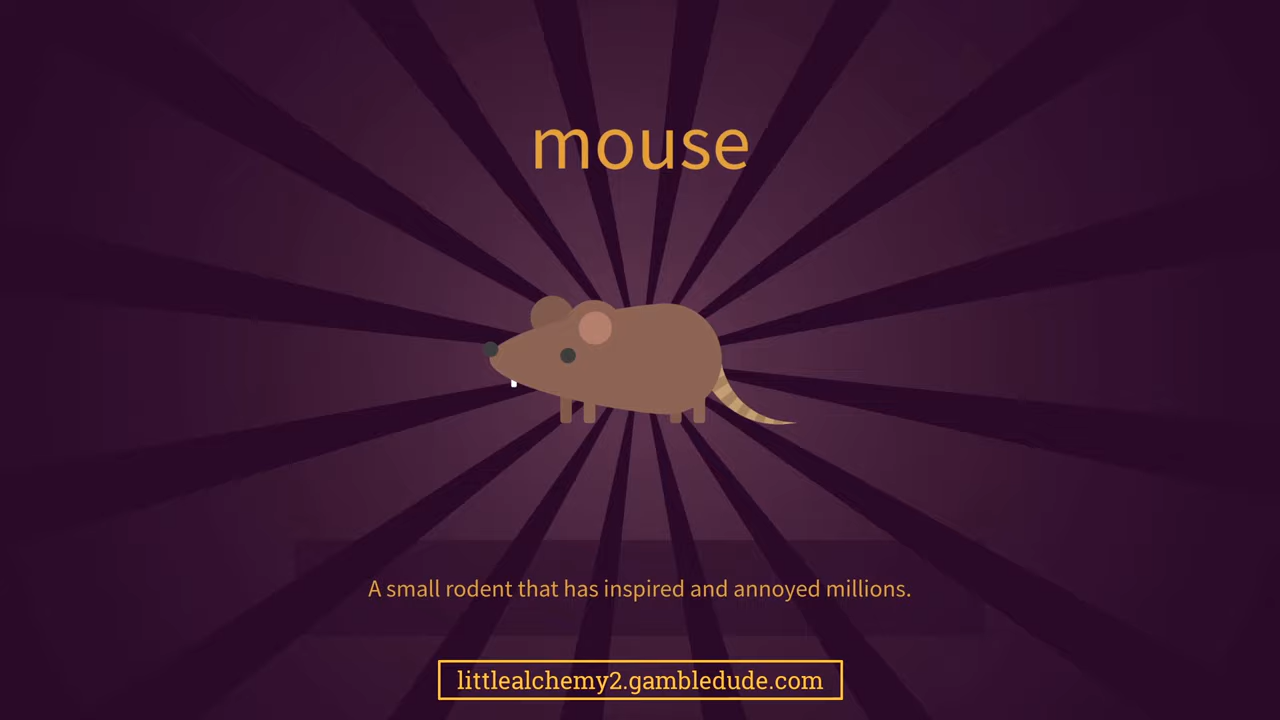 mouse
A small rodent that has inspired and annoyed millions.
littlealchemy2.gambledude.com